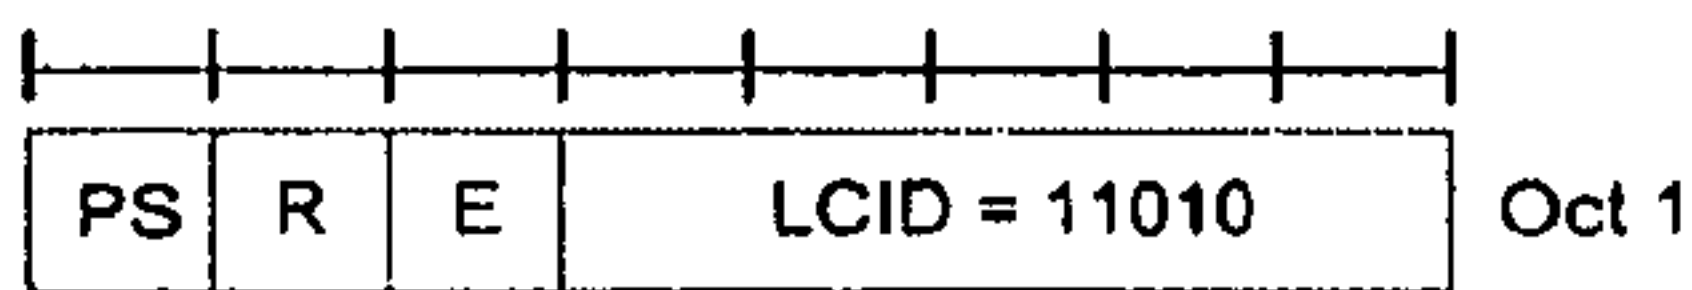 PS R E LCID = 11010 Oct 1